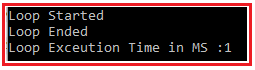 Loop Started
Loop Ended
Loop Exceution Time in MS :1